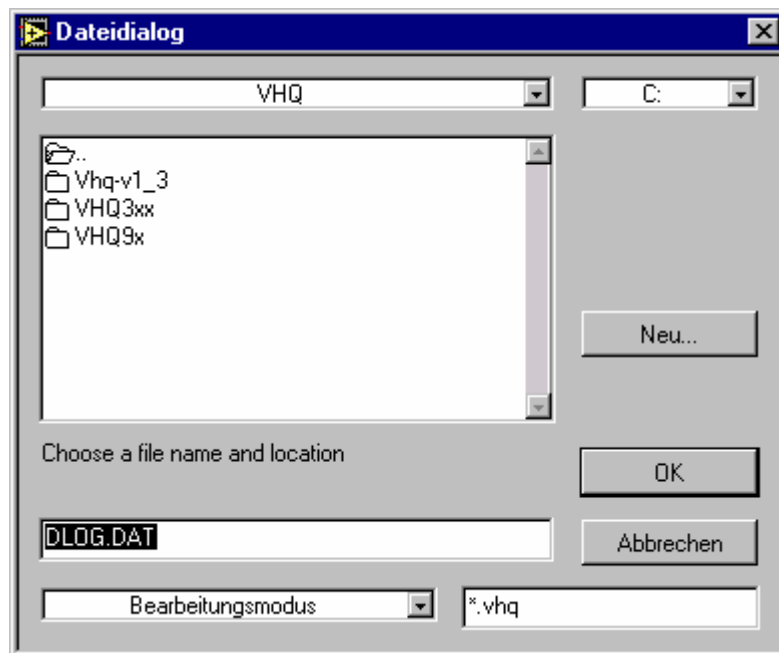 Dateidialog
VHQ
C:
..
Vhq-v1_3
VHQ3xx
VHQ9x
Neu...
Choose a file name and location
OK
DLOG.DAT
Abbrechen
Bearbeitungsmodus
*.vhq